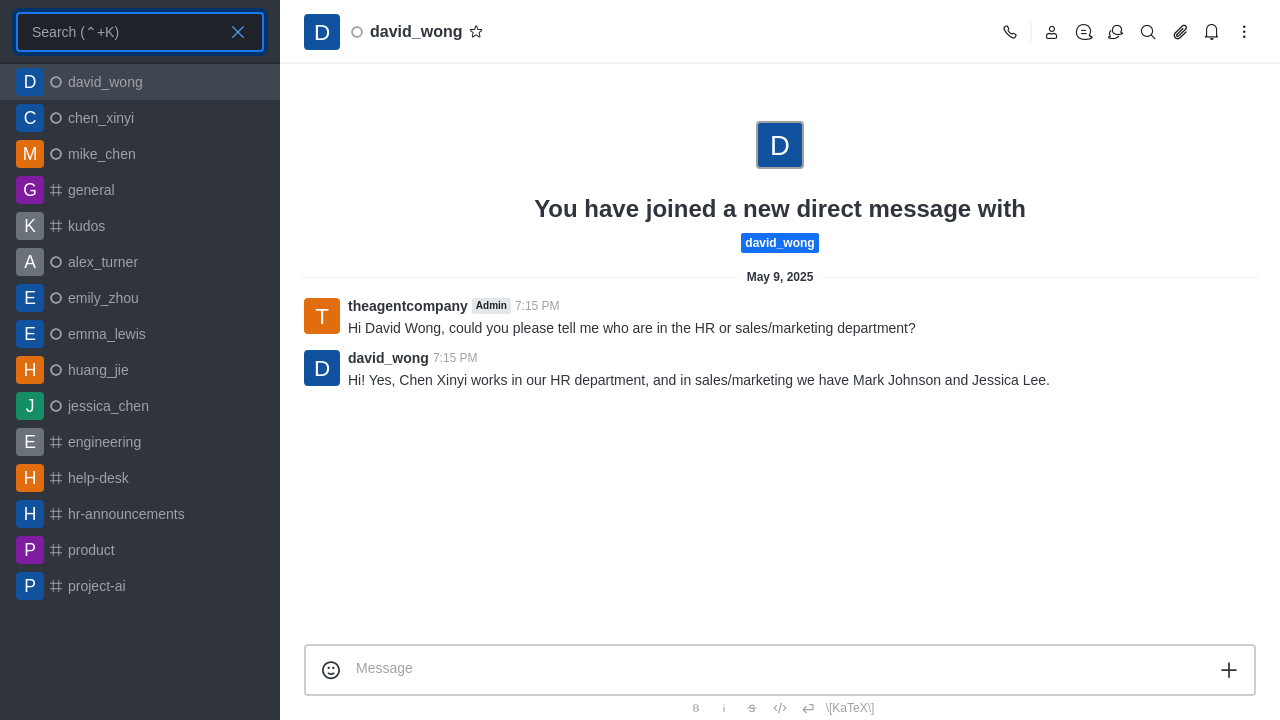 Search (⌃+K)
D david_wong
C chen_xinyi
M mike_chen
G general
K kudos
A alex_turner
E emily_zhou
E emma_lewis
H huang_jie
J jessica_chen
E engineering
H help-desk
H hr-announcements
P product
P project-ai
D david_wong
D
You have joined a new direct message with
david_wong
May 9, 2025
T theagentcompany Admin 7:15 PM
Hi David Wong, could you please tell me who are in the HR or sales/marketing department?
D david_wong 7:15 PM
Hi! Yes, Chen Xinyi works in our HR department, and in sales/marketing we have Mark Johnson and Jessica Lee.
Message
B i S \[KaTeX\]